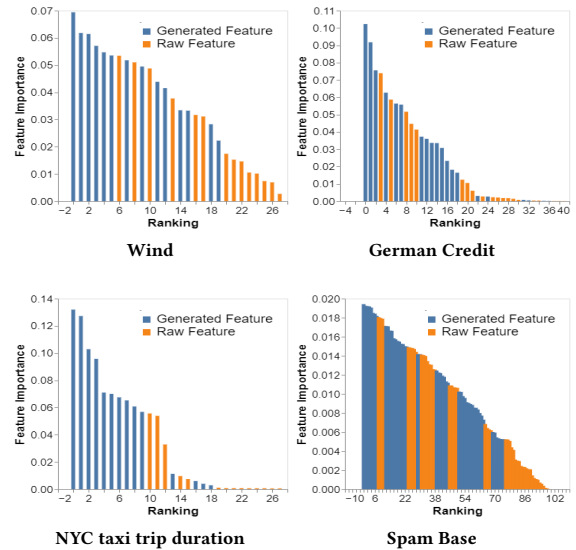 0.07
0.06
0.05
0.04
0.03
0.02
0.01
0.00
Feature Importance
Generated Feature
Raw Feature
−2 2 6 10 14 18 22 26
Ranking
Wind
0.11
0.10
0.09
0.08
0.07
0.06
0.05
0.04
0.03
0.02
0.01
0.00
Feature Importance
Generated Feature
Raw Feature
−4 0 4 8 12 16 20 24 28 32 36 40
Ranking
German Credit
0.14
0.12
0.10
0.08
0.06
0.04
0.02
0.00
Feature Importance
Generated Feature
Raw Feature
−2 2 6 10 14 18 22 26
Ranking
NYC taxi trip duration
0.020
0.018
0.016
0.014
0.012
0.010
0.008
0.006
0.004
0.002
0.000
Feature Importance
Generated Feature
Raw Feature
−10 6 22 38 54 70 86 102
Ranking
Spam Base